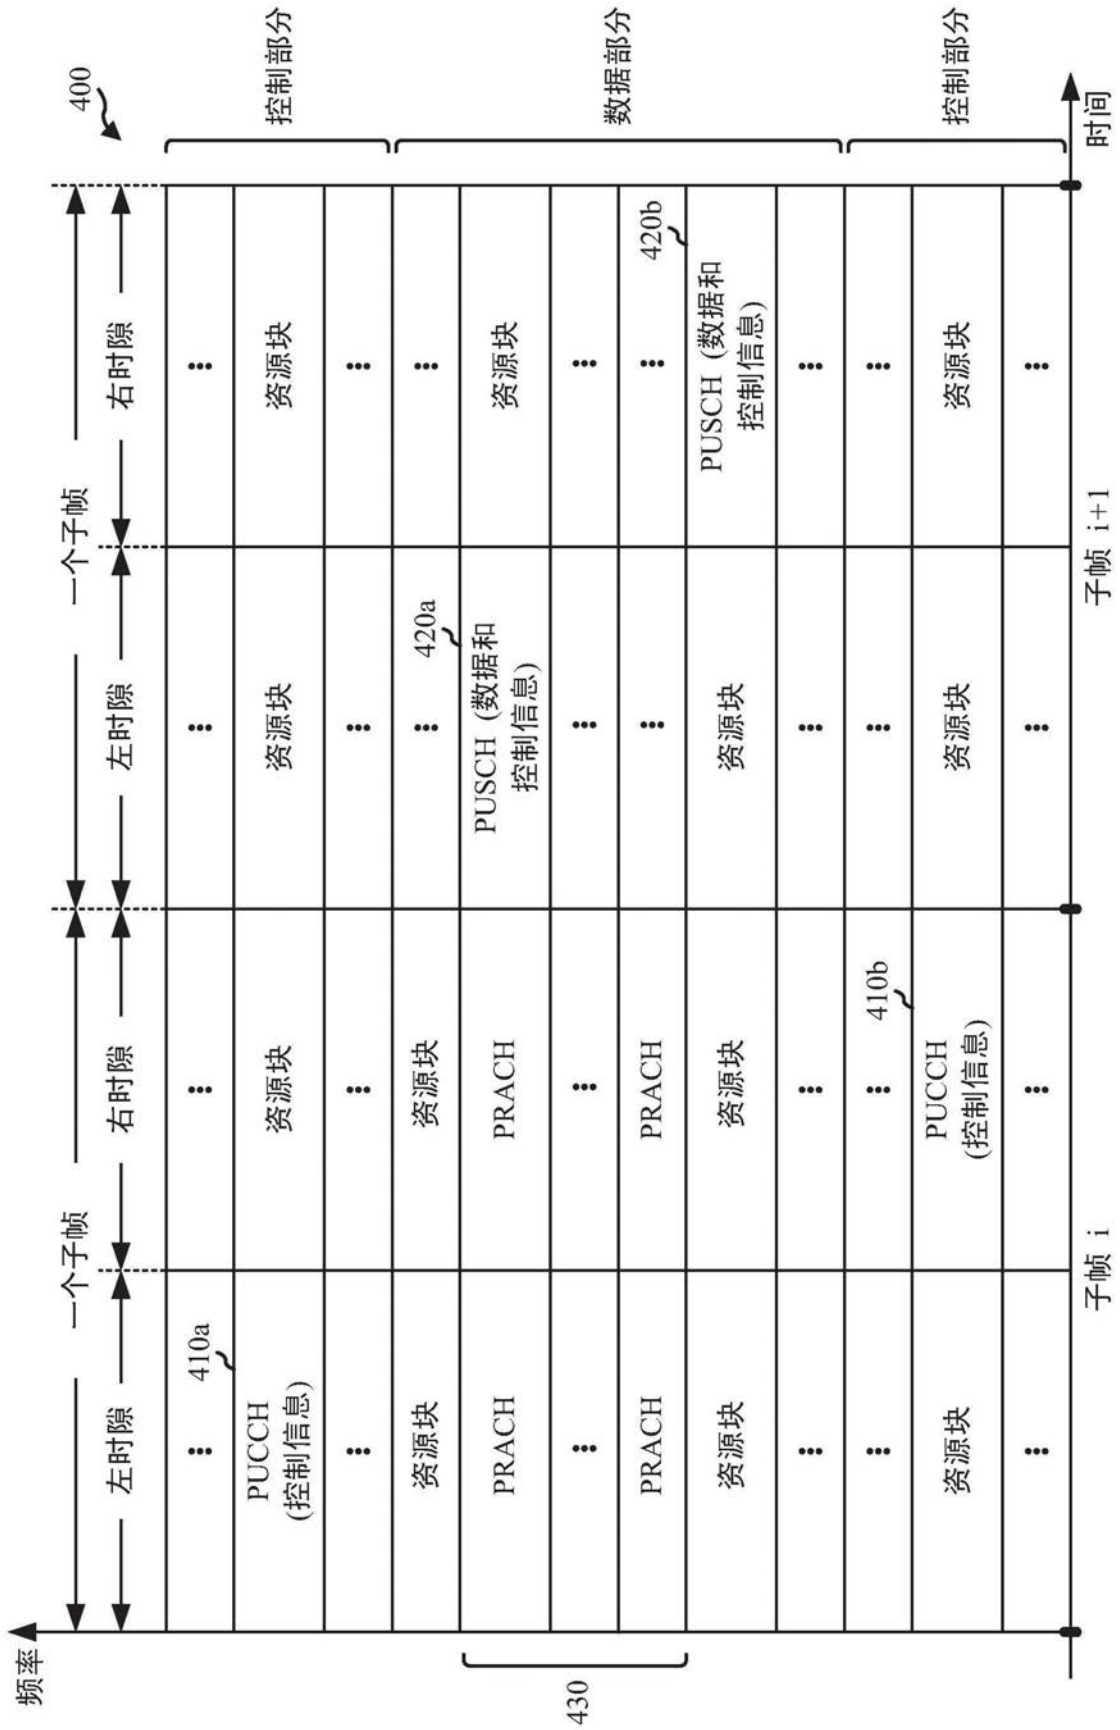 400
频率
一个子帧
一个子帧
左时隙
右时隙
左时隙
右时隙
控制部分
数据部分
控制部分
410a
PUCCH
(控制信息)
资源块
资源块
资源块
资源块
资源块
420a
PRACH
PRACH
PUSCH (数据和
控制信息)
资源块
430
420b
PRACH
PRACH
资源块
资源块
资源块
PUSCH (数据和
控制信息)
410b
资源块
PUCCH
(控制信息)
资源块
资源块
子帧 i
子帧 i+1
时间